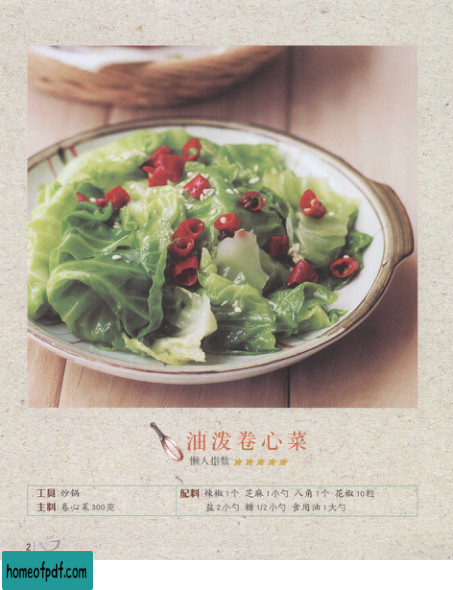 油泼卷心菜
懒人指数 ★★★★★
工具 炒锅
主料 卷心菜300克
配料 辣椒1个 芝麻1小勺 八角1个 花椒10粒
盐2小勺 糖1/2小勺 食用油1大勺
2
homeofpdf.com